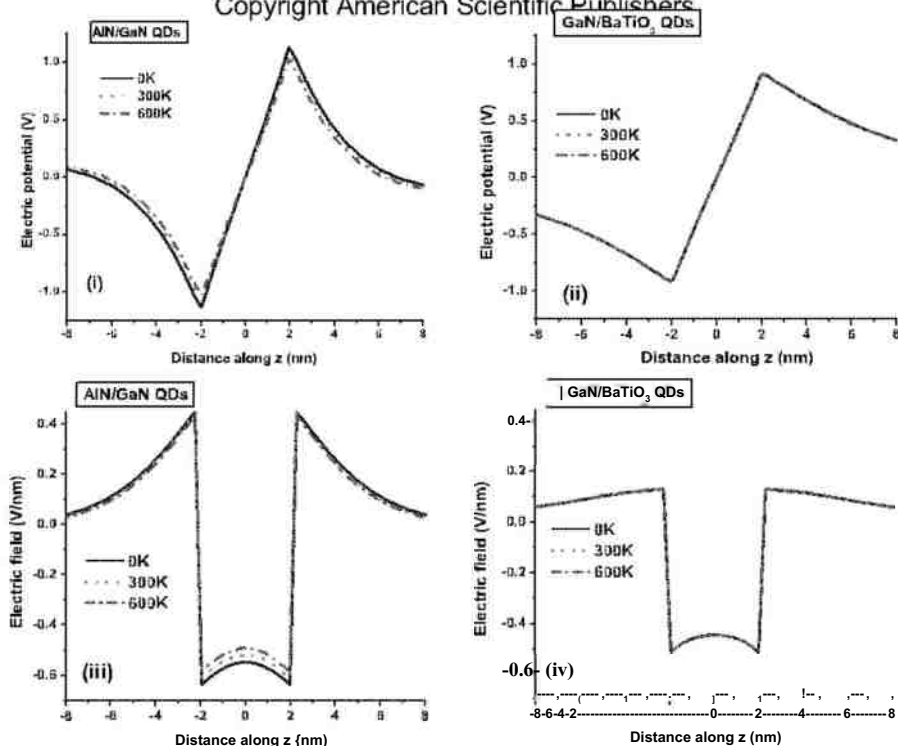 Copyright American Scientific Publishers
AlN/GaN QDs
0K
300K
600K
Electric potential (V)
1.0
0.5
0.0
-0.5
-1.0
(i)
-8 -6 -4 -2 0 2 4 6 8
Distance along z (nm)
GaN/BaTiO3 QDs
0K
300K
600K
Electric potential (V)
1.0
0.5
0.0
-0.5
-1.0
(ii)
-8 -6 -4 -2 0 2 4 6 8
Distance along z (nm)
AlN/GaN QDs
0K
300K
600K
Electric field (V/nm)
0.4
0.2
0.0
-0.2
-0.4
-0.6
(iii)
-8 -6 -4 -2 0 2 4 6 8
Distance along z {nm)
| GaN/BaTiO3 QDs
0K
300K
600K
Electric field (V/nm)
0.4-
0.2
0.0
-0.2
-0.4
-0.6- (iv)
-8-6-4-2 0 2 4 6 8
Distance along z (nm)